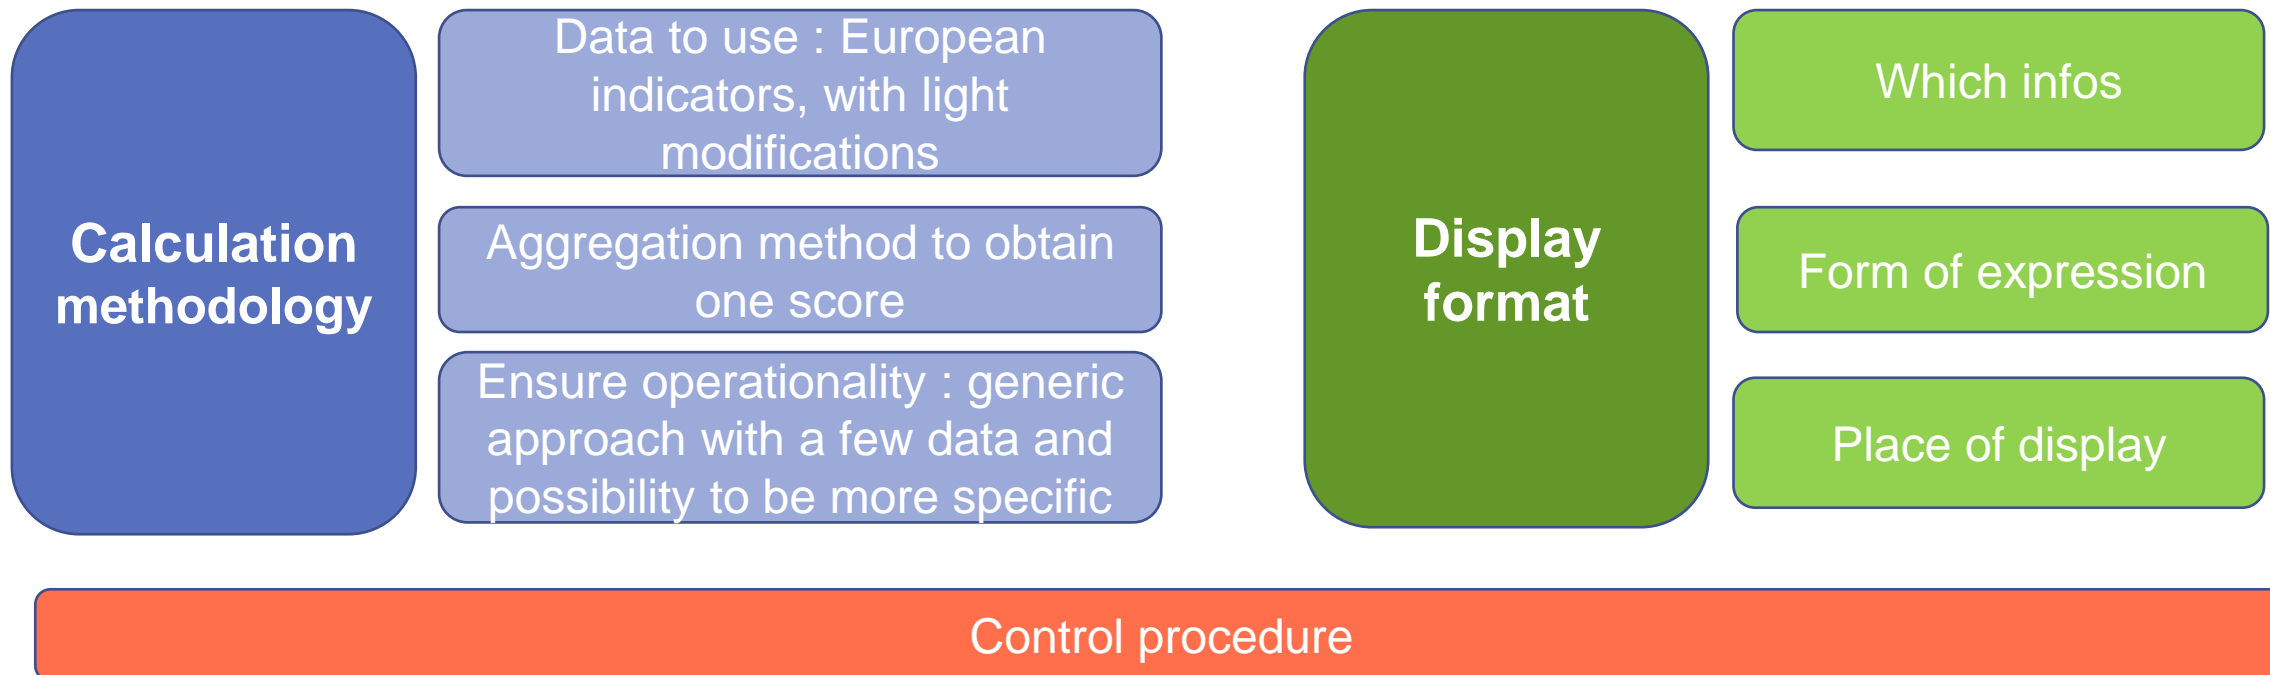 Calculation
methodology
Data to use : European
indicators, with light
modifications
Aggregation method to obtain
one score
Ensure operationality : generic
approach with a few data and
possibility to be more specific
Display
format
Which infos
Form of expression
Place of display
Control procedure